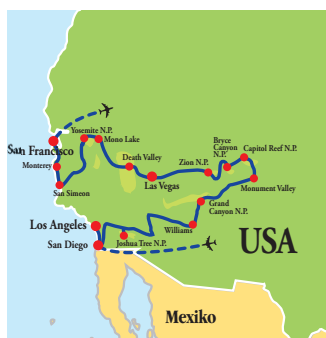 Yosemite N.P.
San Francisco
Mono Lake
Monterey
San Simeon
Death Valley
Las Vegas
Zion N.P.
Bryce
Canyon
N.P.
Capitol Reef N.P.
Monument Valley
Grand
Canyon N.P.
Williams
Los Angeles
San Diego
Joshua Tree N.P.
USA
Mexiko